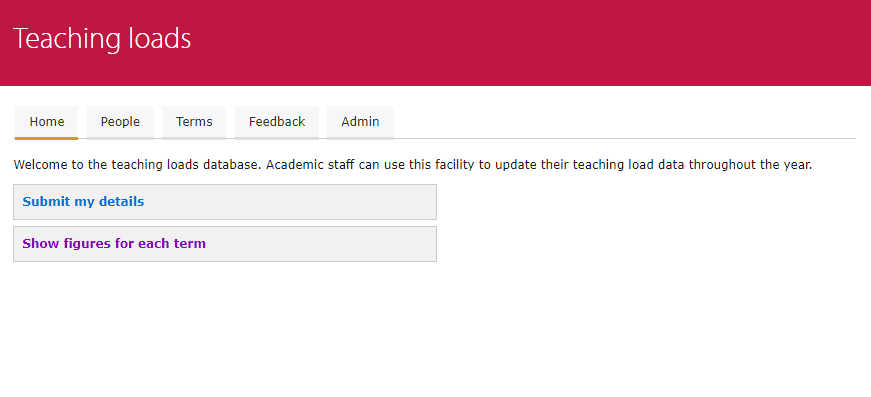 Teaching loads
Home People Terms Feedback Admin
Welcome to the teaching loads database. Academic staff can use this facility to update their teaching load data throughout the year.
Submit my details
Show figures for each term